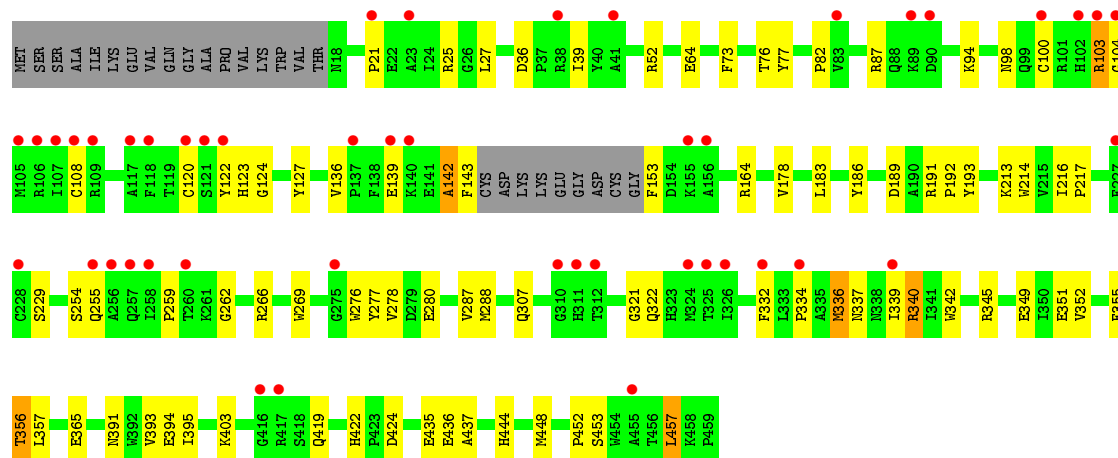 MET SER SER ALA ILE LYS GLU VAL GLN GLY ALA PRO VAL LYS TRP VAL THR N18 P21 E22 A23 I24 R25 G26 L27 D36 P37 R38 I39 Y40 A41 R52 E64 F73 T76 Y77 P82 V83 R87 Q88 K89 D90 K94 N98 Q99 C100 R101 H102 R103 G104
M105 R106 I107 C108 R109 A117 F118 T119 C120 S121 Y122 H123 G124 Y127 V136 P137 F138 E139 K140 E141 A142 F143 CYS ASP LYS LYS GLU GLY ASP CYS GLY F153 D154 K155 A156 R164 V178 L183 Y186 D189 A190 R191 P192 Y193 K213 W214 V215 I216 P217
C228 S229 S254 Q255 A256 Q257 I258 P259 T260 K261 G262 R266 W269 G275 W276 Y277 V278 D279 E280 V287 M288 Q307 G310 H311 T312 G321 Q322 H323 M324 T325 I326 F332 L333 P334 A335 M336 N337 N338 I339 R340 I341 W342 R345 E349 I350 E351 V352
T356 L357 E365 N391 W392 V393 E394 I395 K403 G416 R417 S418 Q419 H422 P423 D424 E435 E436 A437 H444 M448 P452 S453 W454 A455 T456 L457 K458 P459